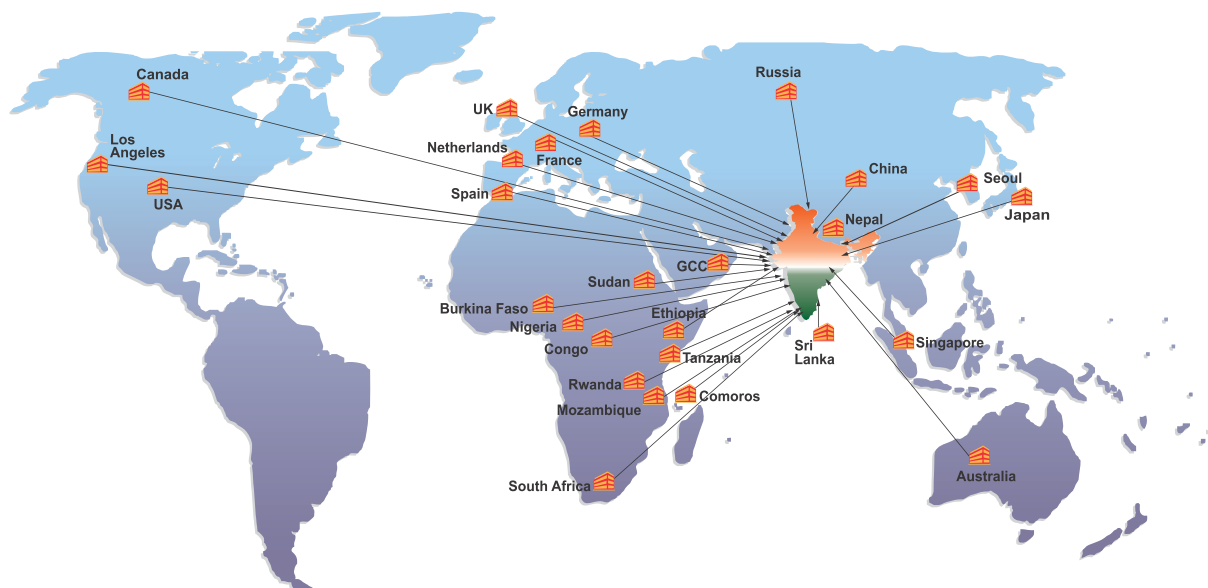 Canada
Russia
UK
Germany
Los
Angeles
Netherlands
France
China
Seoul
Spain
USA
Japan
Nepal
GCC
Sudan
Burkina Faso
Ethiopia
Nigeria
Congo
Sri
Lanka
Singapore
Tanzania
Rwanda
Comoros
Mozambique
Australia
South Africa